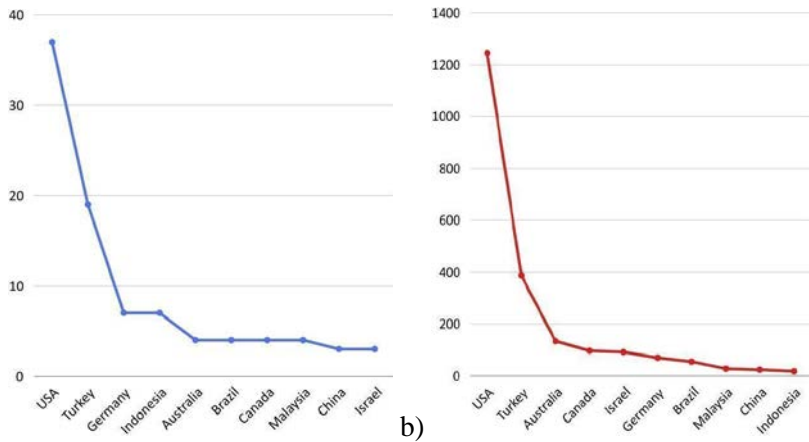 40
30
20
10
0
USA
Turkey
Germany
Indonesia
Australia
Brazil
Canada
Malaysia
China
Israel
b)
1400
1200
1000
800
600
400
200
0
USA
Turkey
Australia
Canada
Israel
Germany
Brazil
Malaysia
China
Indonesia